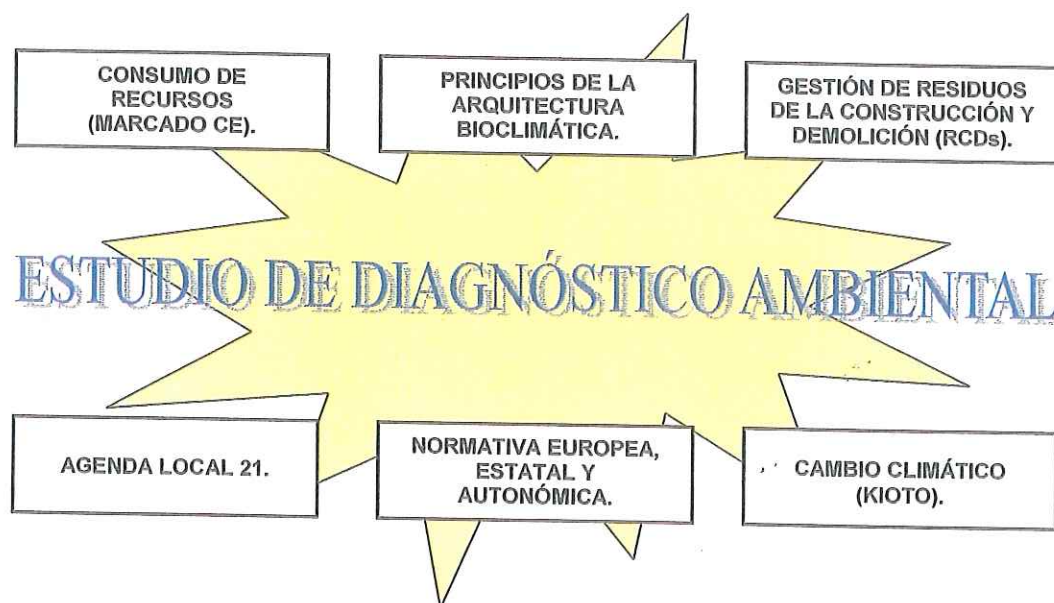 CONSUMO DE
RECURSOS
(MARCADO CE).
PRINCIPIOS DE LA
ARQUITECTURA
BIOCLIMÁTICA.
GESTIÓN DE RESIDUOS
DE LA CONSTRUCCIÓN Y
DEMOLICIÓN (RCDs).
ESTUDIO DE DIAGNÓSTICO AMBIENTAL
AGENDA LOCAL 21.
NORMATIVA EUROPEA,
ESTATAL Y
AUTONÓMICA.
CAMBIO CLIMÁTICO
(KIOTO).